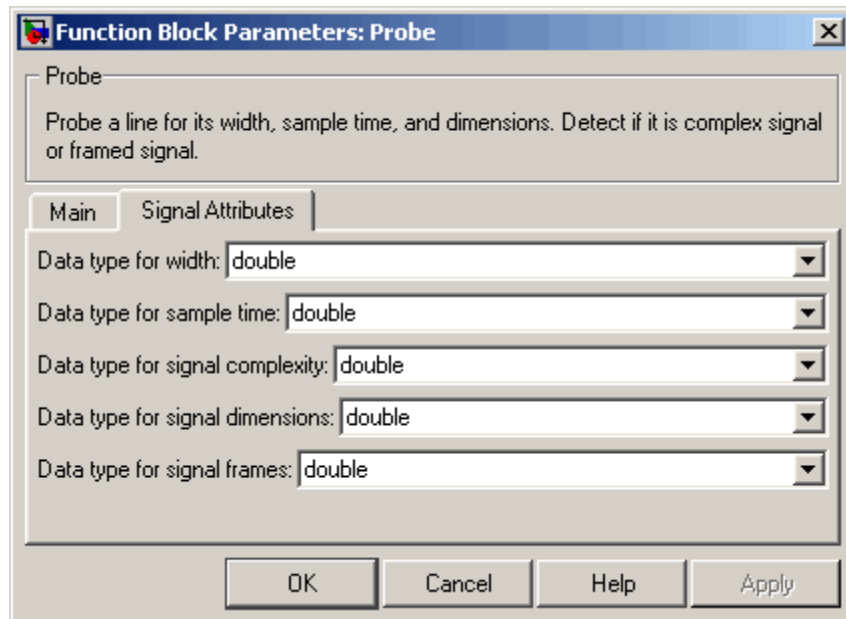 Function Block Parameters: Probe
Probe
Probe a line for its width, sample time, and dimensions. Detect if it is complex signal
or framed signal.
Main Signal Attributes
Data type for width: double
Data type for sample time: double
Data type for signal complexity: double
Data type for signal dimensions: double
Data type for signal frames: double
OK Cancel Help Apply